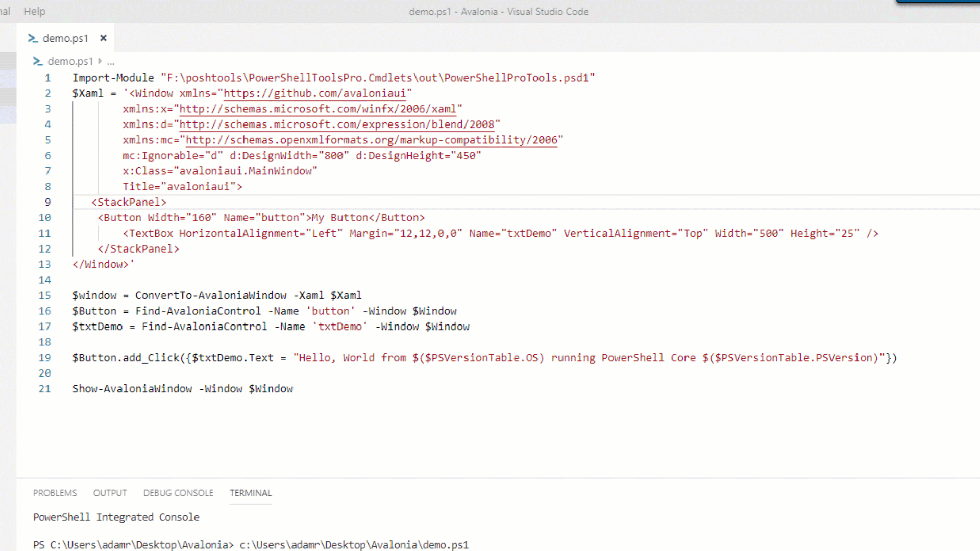 Help
demo.ps1 - Avalonia - Visual Studio Code
demo.ps1 ×
demo.ps1 › ...
1 Import-Module "F:\poshtools\PowerShellToolsPro.Cmdlets\out\PowerShellProTools.psd1"
2 $Xaml = '<Window xmlns="https://github.com/avaloniaui"
3 xmlns:x="http://schemas.microsoft.com/winfx/2006/xaml"
4 xmlns:d="http://schemas.microsoft.com/expression/blend/2008"
5 xmlns:mc="http://schemas.openxmlformats.org/markup-compatibility/2006"
6 mc:Ignorable="d" d:DesignWidth="800" d:DesignHeight="450"
7 x:Class="avaloniaui.MainWindow"
8 Title="avaloniaui">
9 <StackPanel>
10 <Button Width="160" Name="button">My Button</Button>
11 <TextBox HorizontalAlignment="Left" Margin="12,12,0,0" Name="txtDemo" VerticalAlignment="Top" Width="500" Height="25" />
12 </StackPanel>
13 </Window>'
14
15 $window = ConvertTo-AvaloniaWindow -Xaml $Xaml
16 $Button = Find-AvaloniaControl -Name 'button' -Window $Window
17 $txtDemo = Find-AvaloniaControl -Name 'txtDemo' -Window $Window
18
19 $Button.add_Click({$txtDemo.Text = "Hello, World from $($PSVersionTable.OS) running PowerShell Core $($PSVersionTable.PSVersion)"})
20
21 Show-AvaloniaWindow -Window $Window
PROBLEMS OUTPUT DEBUG CONSOLE TERMINAL
PowerShell Integrated Console
PS C:\Users\adamr\Desktop\Avalonia> c:\Users\adamr\Desktop\Avalonia\demo.ps1